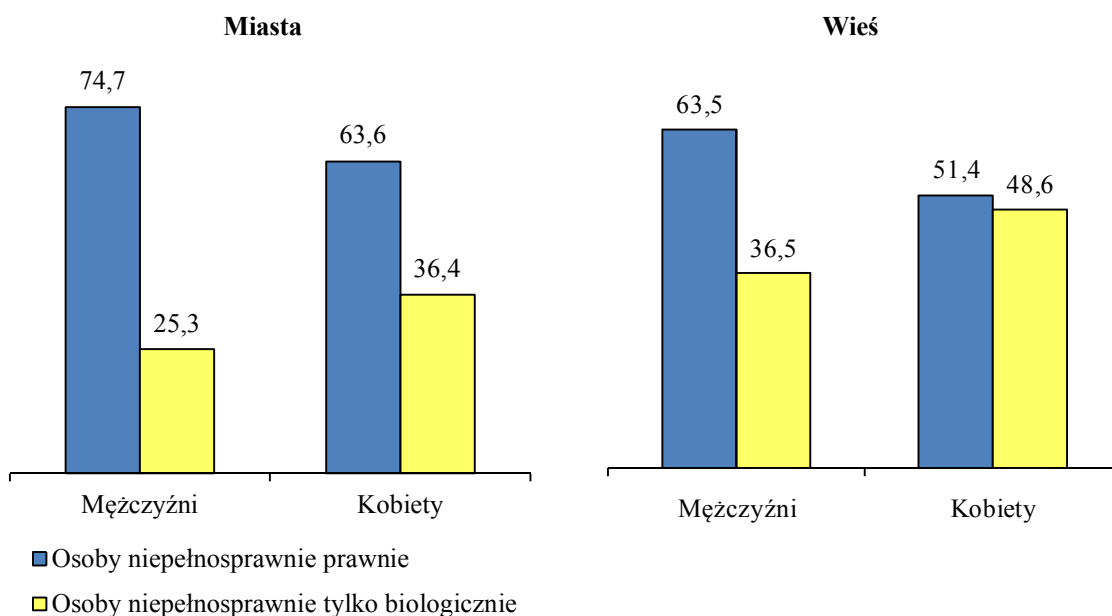 Miasta
74,7
63,6
36,4
25,3
Mężczyźni Kobiety
Wieś
63,5
51,4
48,6
36,5
Mężczyźni Kobiety
Osoby niepełnosprawnie prawnie
Osoby niepełnosprawnie tylko biologicznie